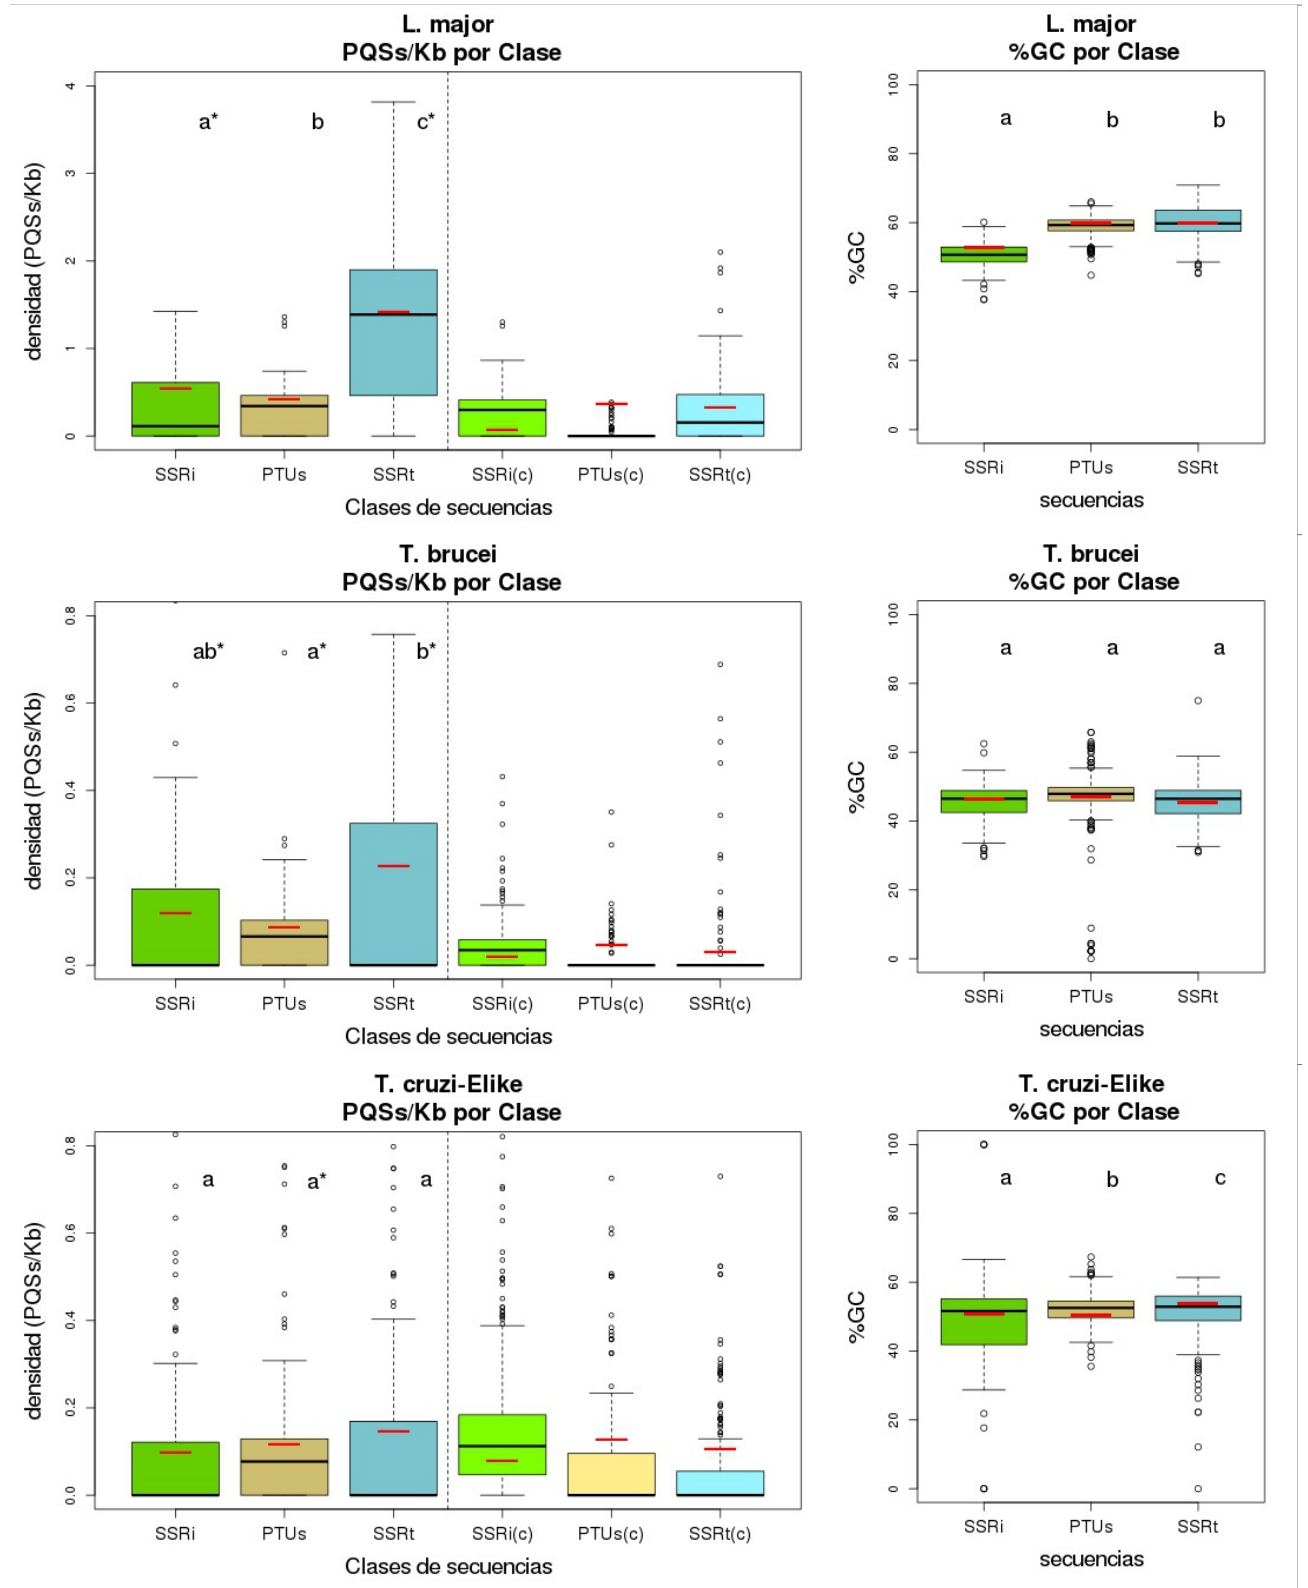 L. major
PQSs/Kb por Clase
densidad (PQSs/Kb)
4
3
2
1
0
a* b c*
SSRi PTUs SSRt SSRi(c) PTUs(c) SSRt(c)
Clases de secuencias
L. major
%GC por Clase
%GC
100
80
60
40
20
0
a b b
SSRi PTUs SSRt
secuencias
T. brucei
PQSs/Kb por Clase
densidad (PQSs/Kb)
0.8
0.6
0.4
0.2
0.0
ab* a* b*
SSRi PTUs SSRt SSRi(c) PTUs(c) SSRt(c)
Clases de secuencias
T. brucei
%GC por Clase
%GC
100
80
60
40
20
0
a a a
SSRi PTUs SSRt
secuencias
T. cruzi-Elike
PQSs/Kb por Clase
densidad (PQSs/Kb)
0.8
0.6
0.4
0.2
0.0
a a* a
SSRi PTUs SSRt SSRi(c) PTUs(c) SSRt(c)
Clases de secuencias
T. cruzi-Elike
%GC por Clase
%GC
100
80
60
40
20
0
a b c
SSRi PTUs SSRt
secuencias